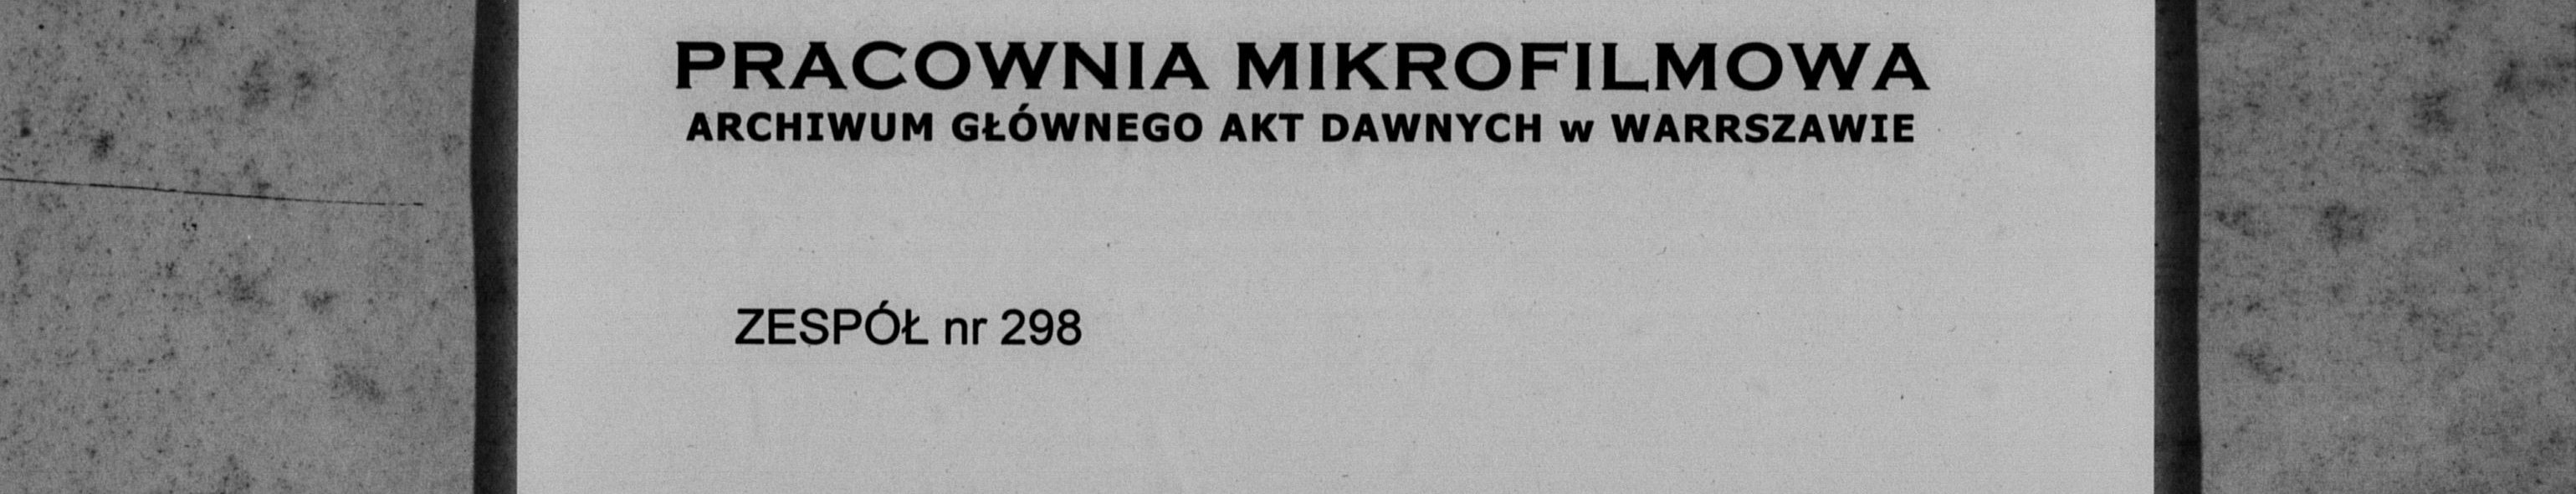 PRACOWNIA MIKROFILMOWA
ARCHIWUM GŁÓWNEGO AKT DAWNYCH w WARRSZAWIE
ZESPÓŁ nr 298